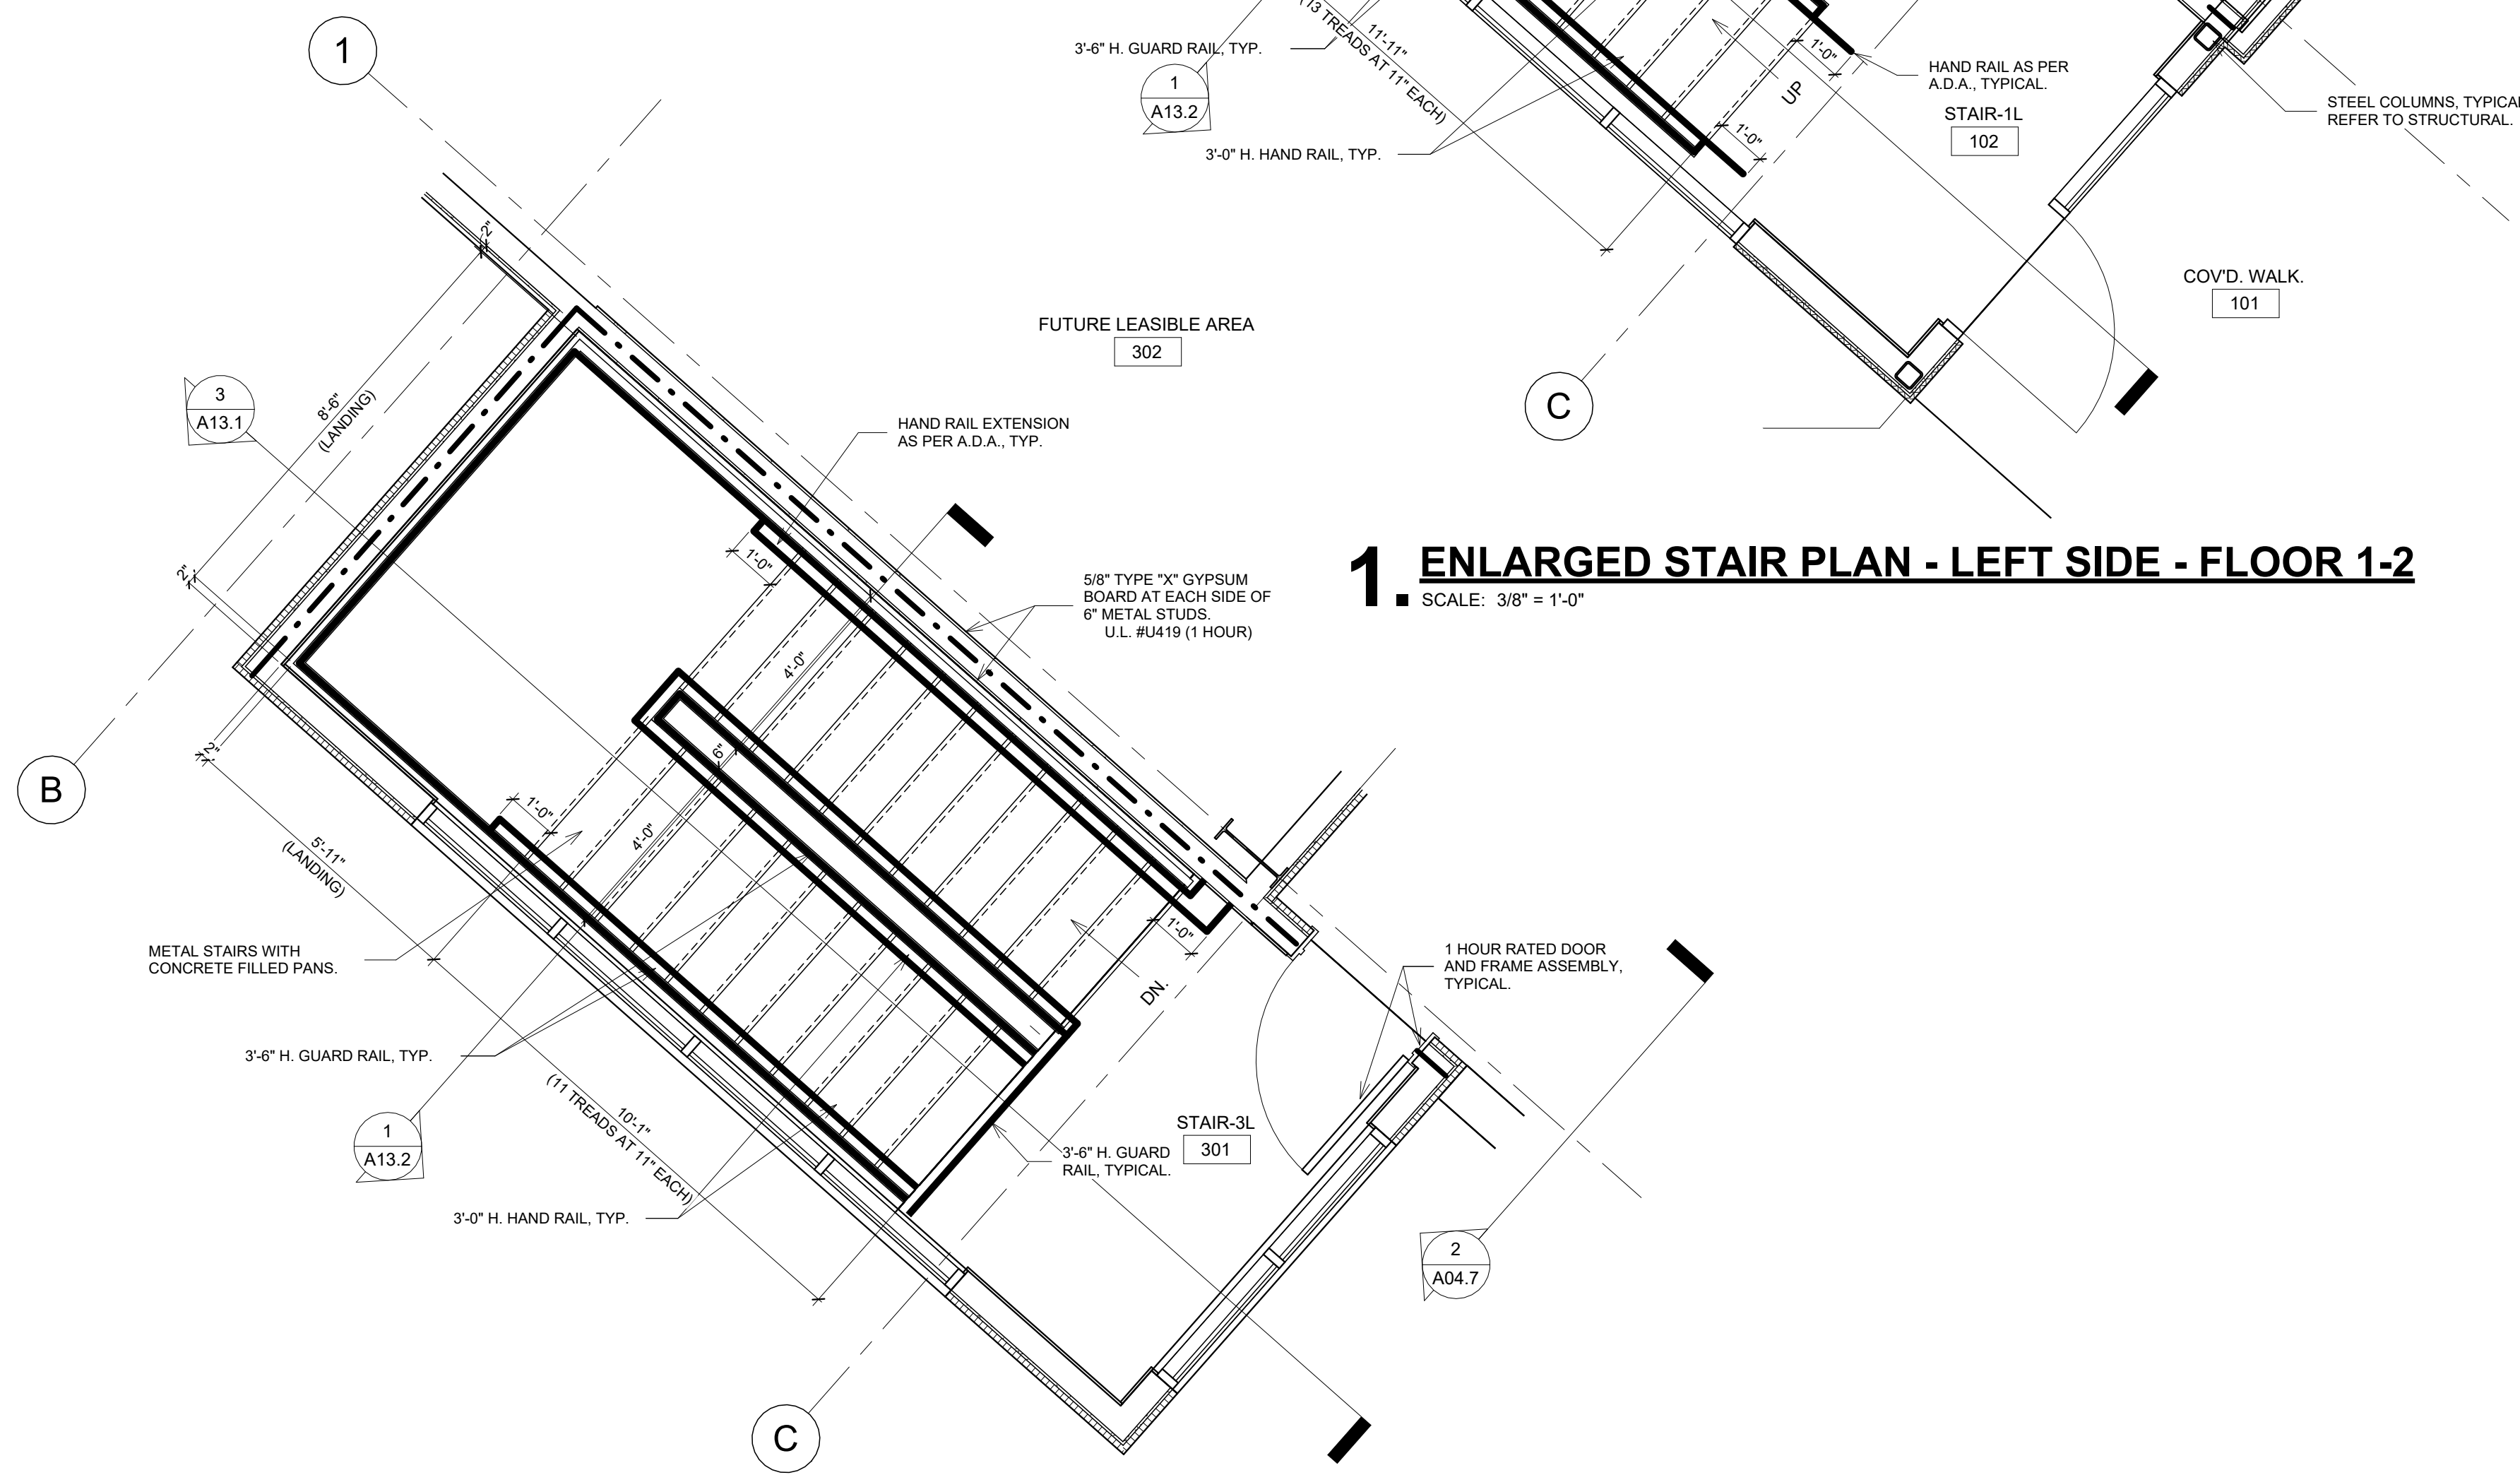 1
3'-6" H. GUARD RAIL, TYP.
1
A13.2
11'-11"
(13 TREADS AT 11" EACH)
3'-0" H. HAND RAIL, TYP.
1'-0"
UP
1'-0"
HAND RAIL AS PER
A.D.A., TYPICAL.
STAIR-1L
102
STEEL COLUMNS, TYPICAL
REFER TO STRUCTURAL.
COV'D. WALK.
101
C
1. ENLARGED STAIR PLAN - LEFT SIDE - FLOOR 1-2
SCALE: 3/8" = 1'-0"
2"
FUTURE LEASIBLE AREA
302
3
A13.1
8'-6"
(LANDING)
HAND RAIL EXTENSION
AS PER A.D.A., TYP.
1'-0"
5/8" TYPE "X" GYPSUM
BOARD AT EACH SIDE OF
6" METAL STUDS.
U.L. #U419 (1 HOUR)
2"
4'-0"
6"
2"
B
1'-0"
4'-0"
5'-11"
(LANDING)
METAL STAIRS WITH
CONCRETE FILLED PANS.
1'-0"
DN.
1 HOUR RATED DOOR
AND FRAME ASSEMBLY,
TYPICAL.
3'-6" H. GUARD RAIL, TYP.
10'-1"
(11 TREADS AT 11" EACH)
1
A13.2
STAIR-3L
301
3'-6" H. GUARD
RAIL, TYPICAL.
3'-0" H. HAND RAIL, TYP.
2
A04.7
C